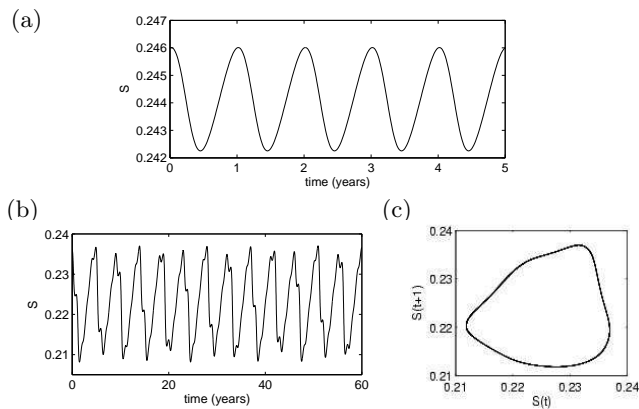 (a)
0.247
0.246
0.245
0.244
0.243
0.242
S
0 1 2 3 4 5
time (years)
(b)
0.24
0.23
0.22
0.21
S
0 20 40 60
time (years)
(c)
0.24
0.23
0.22
0.21
S(t+1)
0.21 0.22 0.23 0.24
S(t)